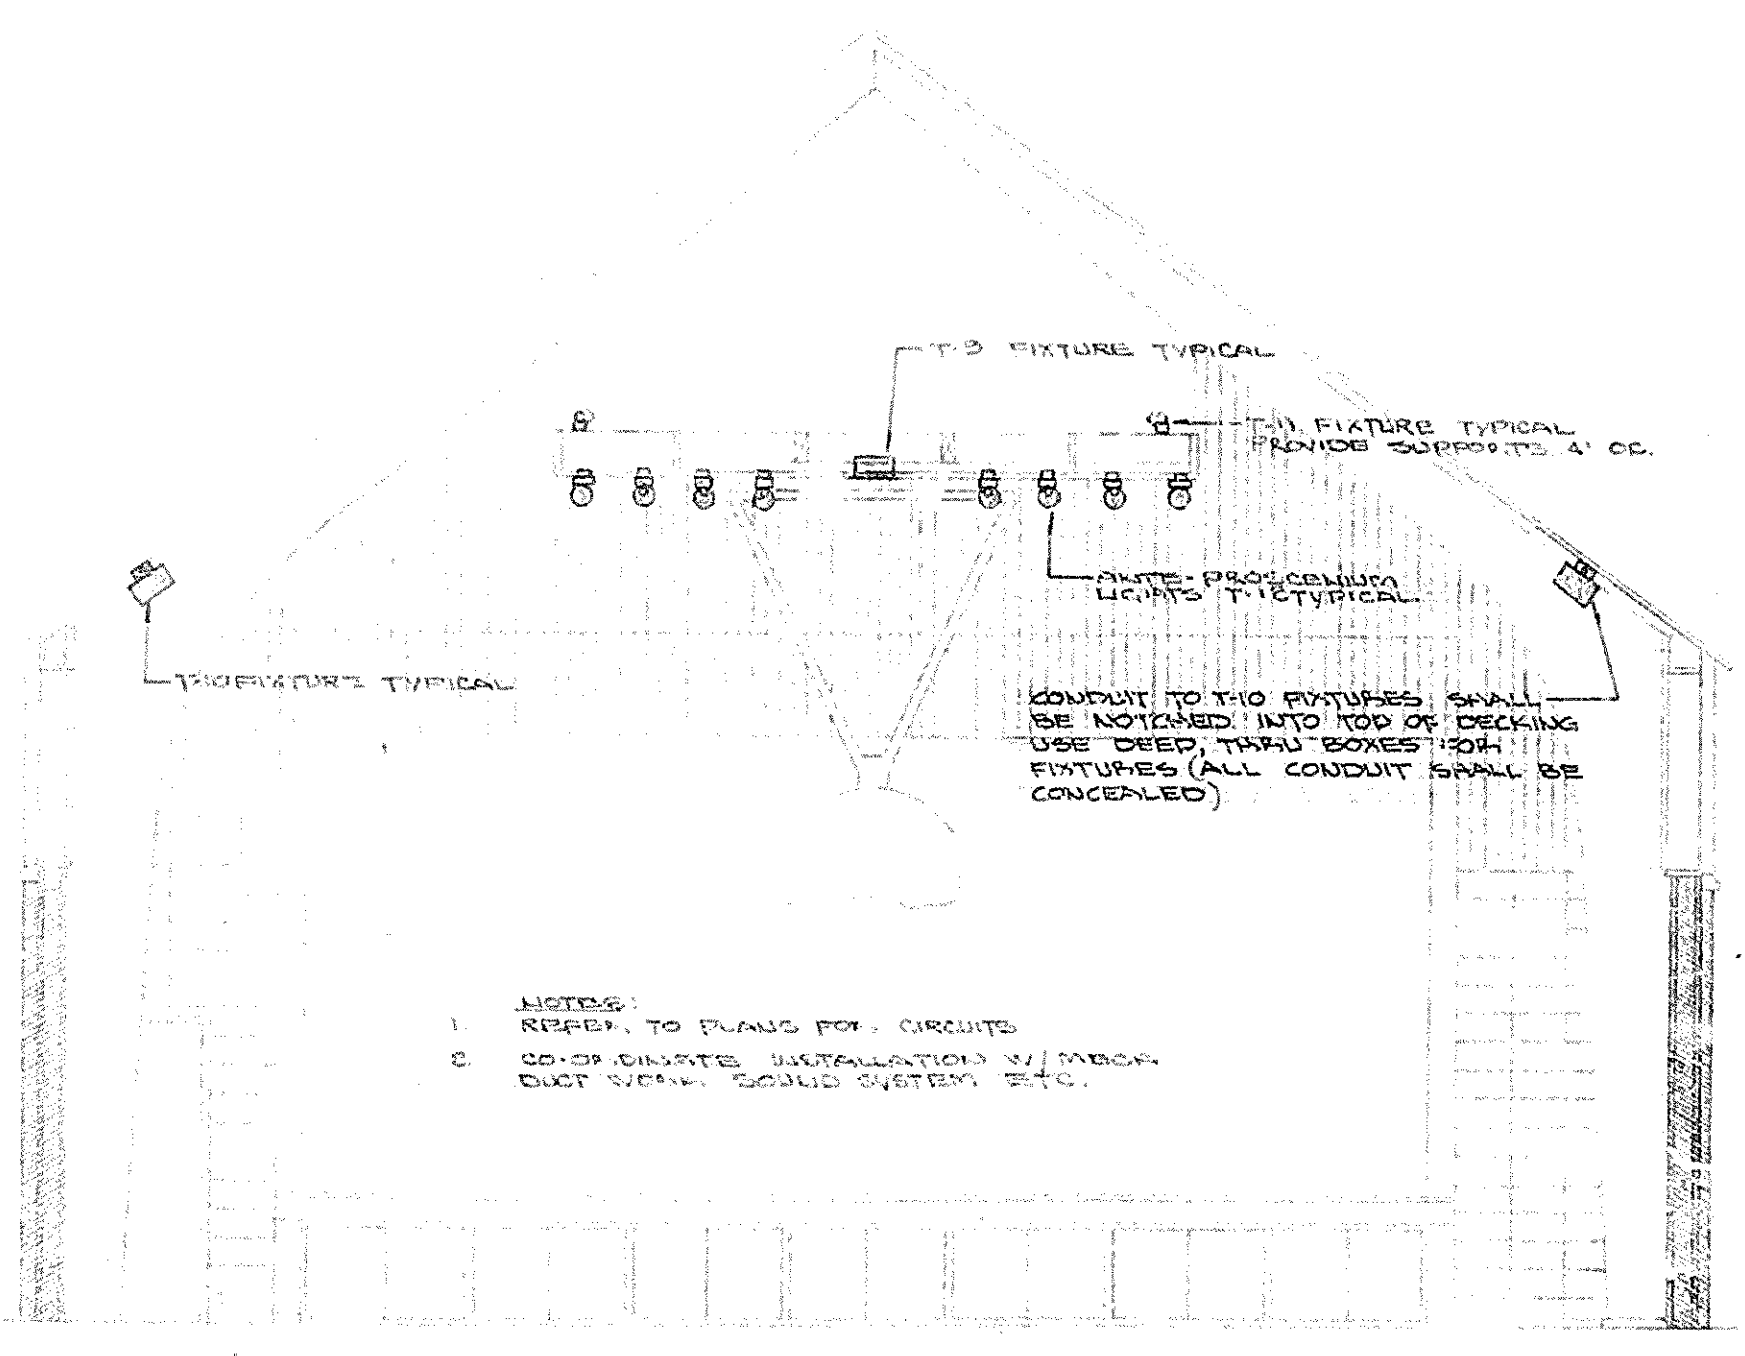 T-9 FIXTURE TYPICAL
T-11 FIXTURE TYPICAL
PROVIDE SUPPORTS 4' OC.
ANTE-PROSCENIUM
LIGHTS TYPICAL.
T-10 FIXTURE TYPICAL
CONDUIT TO T-10 FIXTURES SHALL
BE NOTCHED INTO TOP OF DECKING
USE DEEP, THRU BOXES FOR
FIXTURES (ALL CONDUIT SHALL BE
CONCEALED)
NOTES:
1. REFER TO PLANS FOR CIRCUITS
2. CO-ORDINATE INSTALLATION W/
DUCT WORK SOUND SYSTEM ETC.